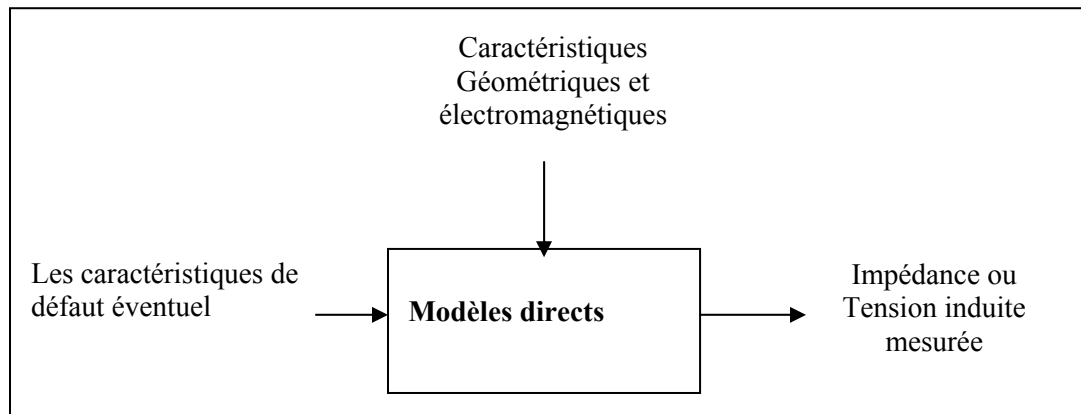 Caractéristiques
Géométriques et
électromagnétiques
Les caractéristiques de
défaut éventuel
Modèles directs
Impédance ou
Tension induite
mesurée